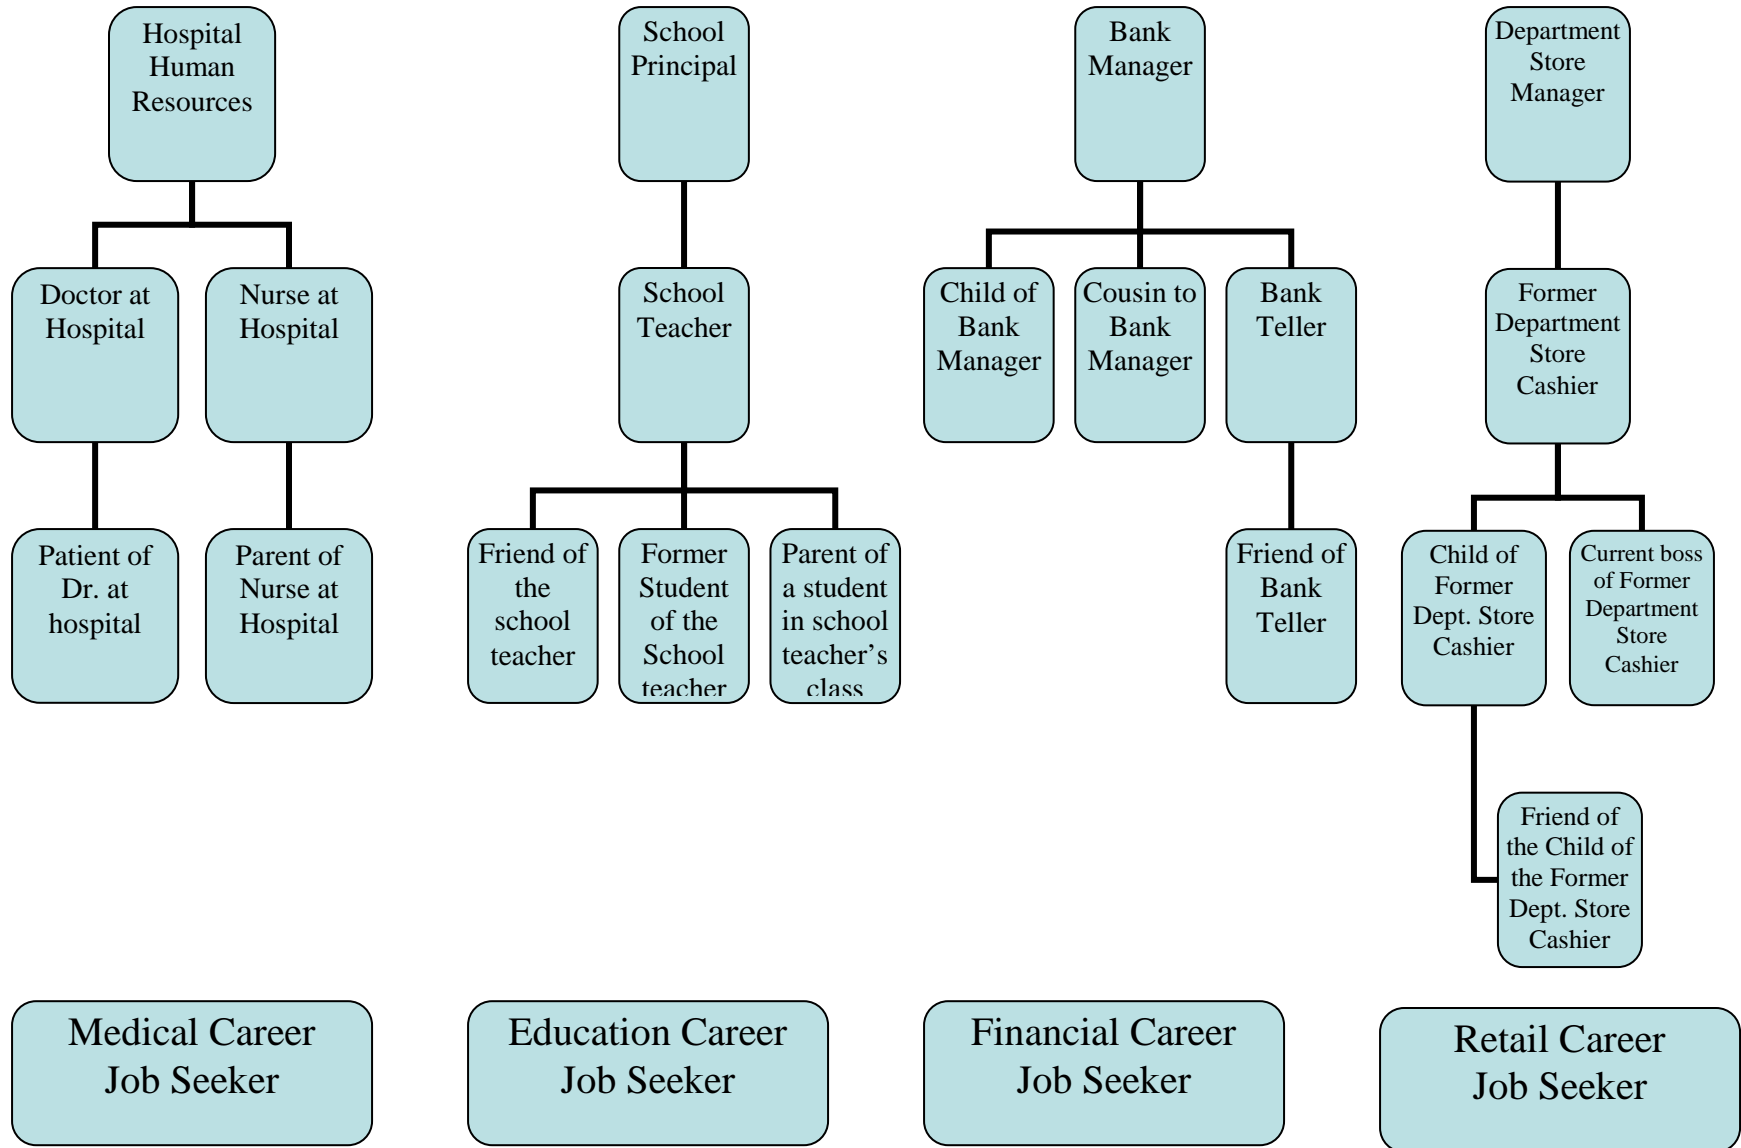 Hospital
Human
Resources
School
Principal
Bank
Manager
Department
Store
Manager
Doctor at
Hospital
Nurse at
Hospital
School
Teacher
Child of
Bank
Manager
Cousin to
Bank
Manager
Bank
Teller
Former
Department
Store
Cashier
Patient of
Dr. at
hospital
Parent of
Nurse at
Hospital
Friend of
the
school
teacher
Former
Student
of the
School
teacher
Parent of
a student
in school
teacher’s
class
Friend of
Bank
Teller
Child of
Former
Dept. Store
Cashier
Current boss
of Former
Department
Store
Cashier
Friend of
the Child of
the Former
Dept. Store
Cashier
Medical Career
Job Seeker
Education Career
Job Seeker
Financial Career
Job Seeker
Retail Career
Job Seeker